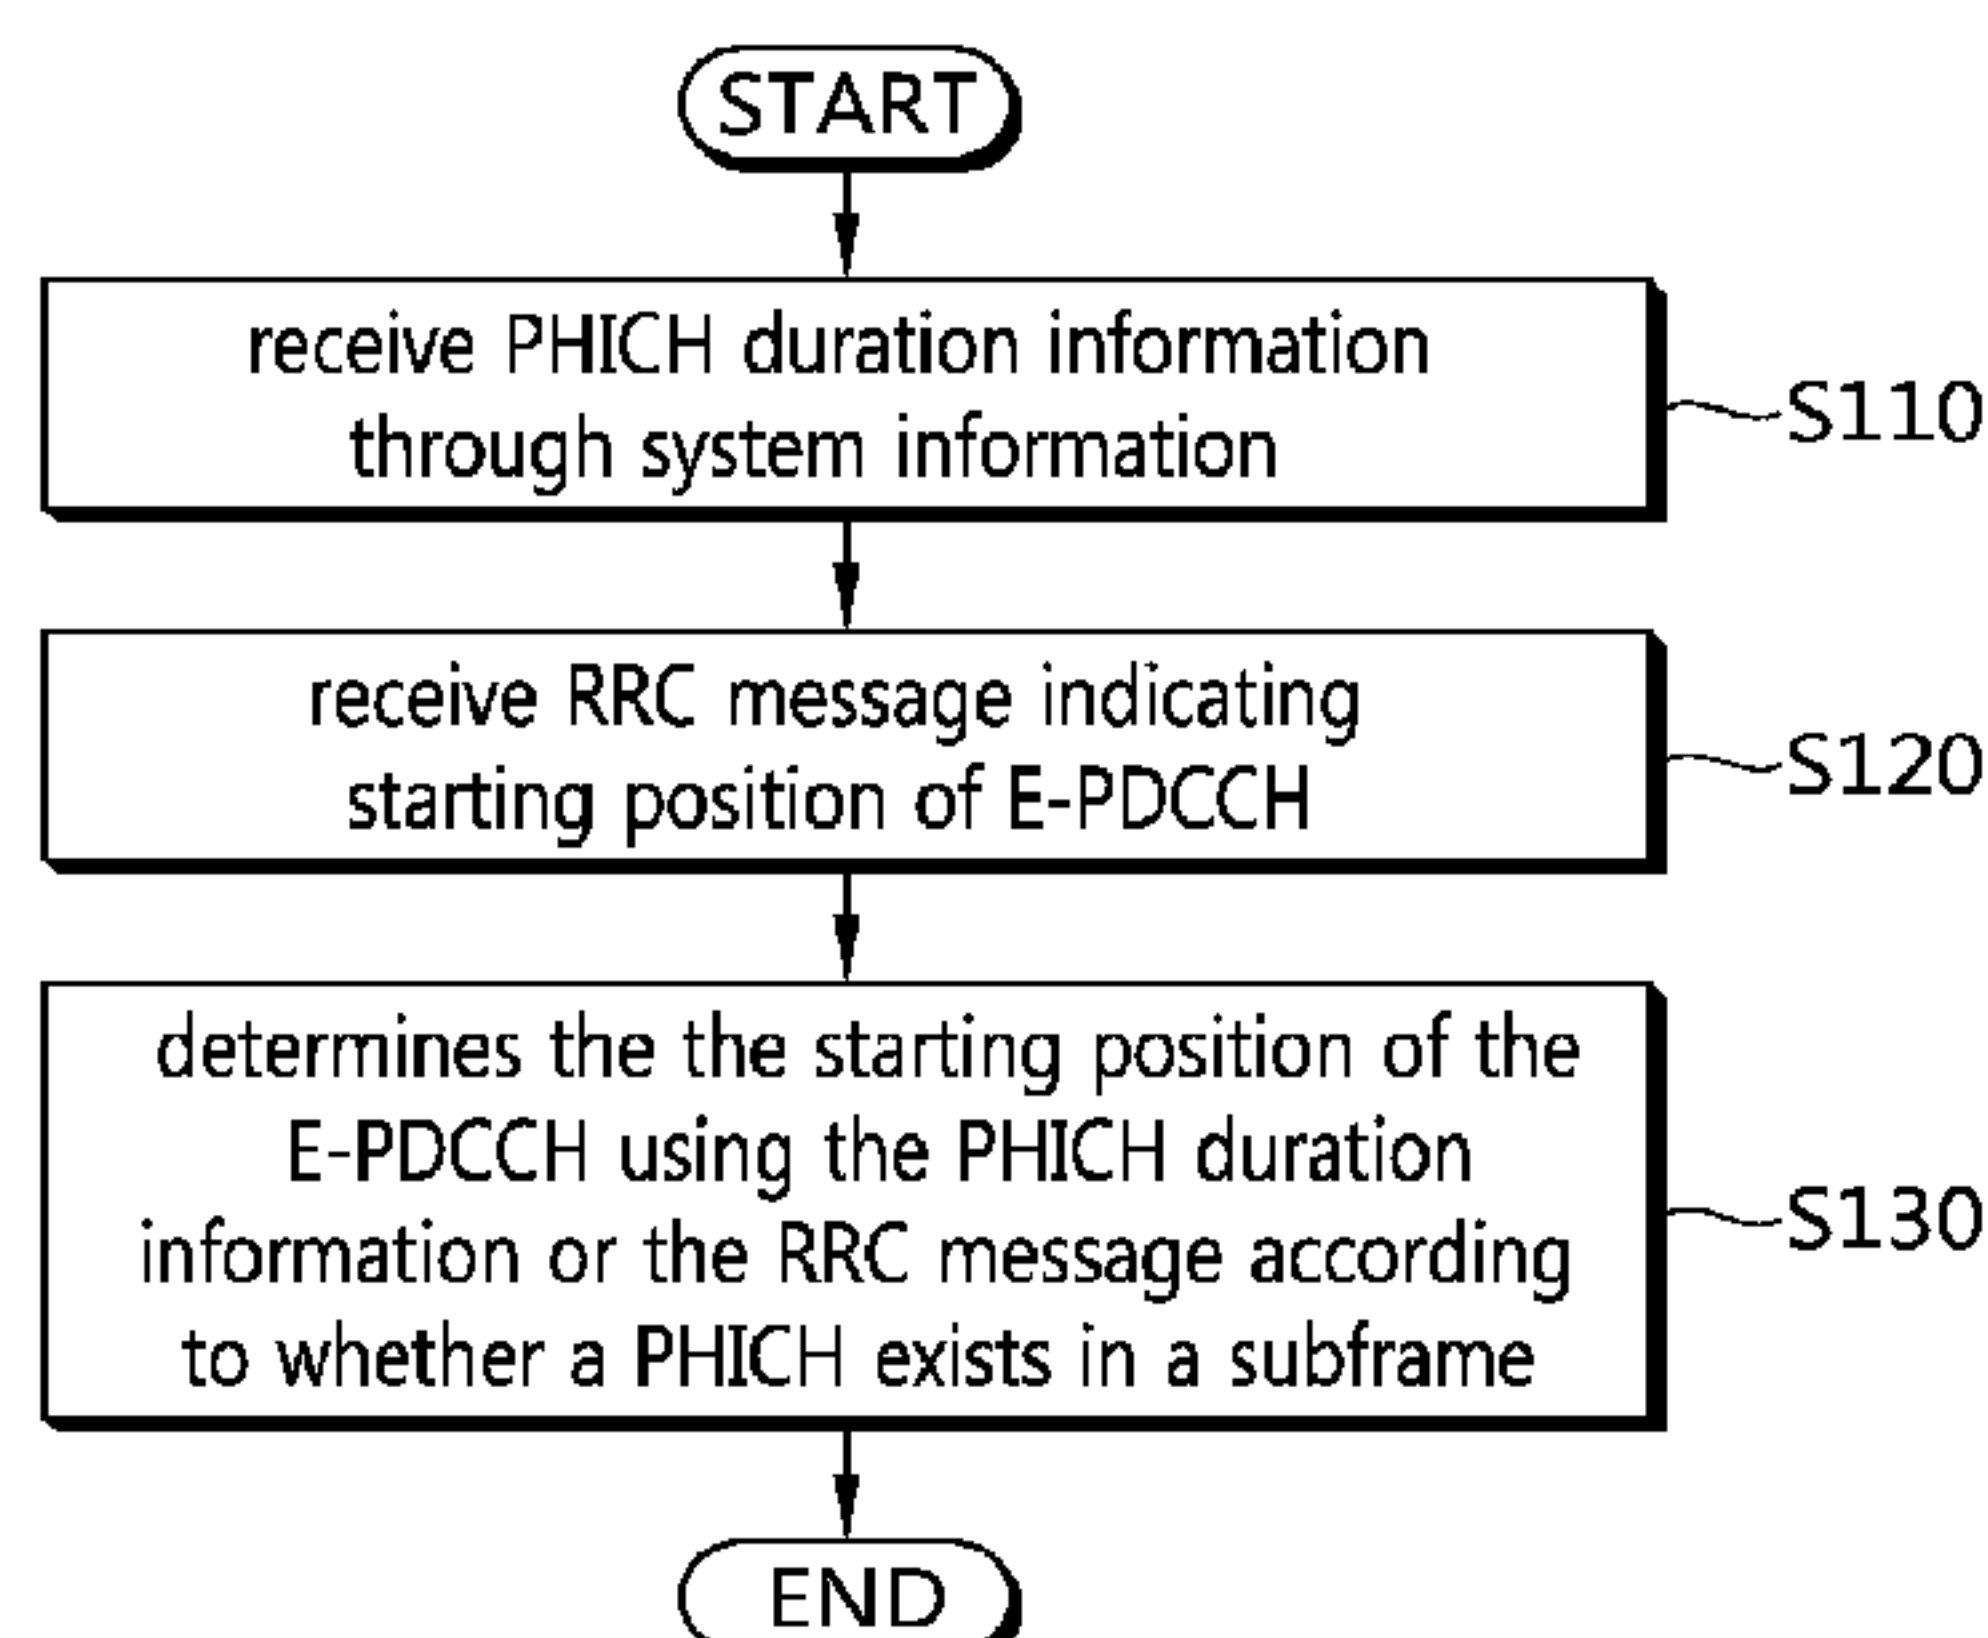 START
receive PHICH duration information
through system information
S110
receive RRC message indicating
starting position of E-PDCCH
S120
determines the the starting position of the
E-PDCCH using the PHICH duration
information or the RRC message according
to whether a PHICH exists in a subframe
S130
END